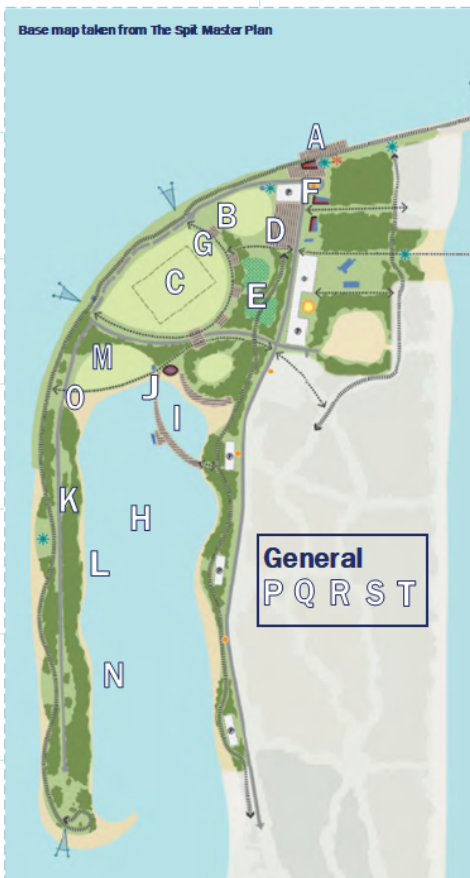 Base map taken from The Spit Master Plan
A
F
B
D
G
C
E
M
J
O
I
K
H
L
General
P Q R S T
N